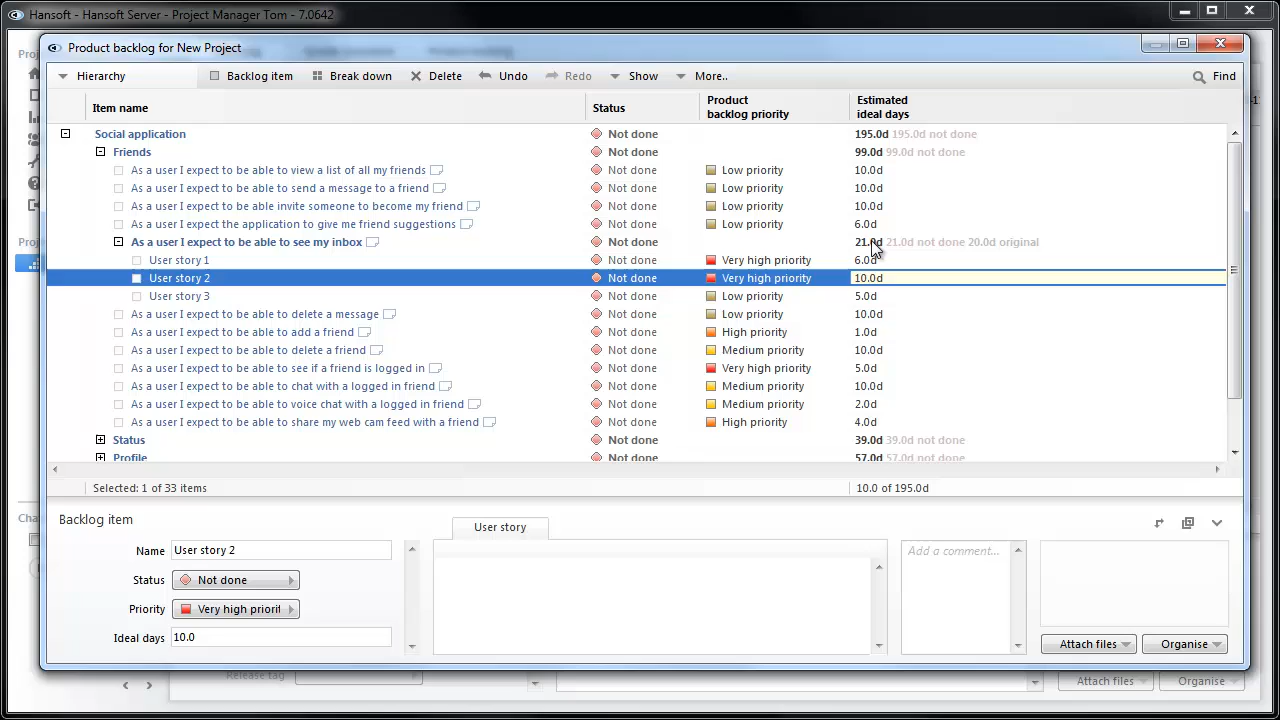 Hansoft - Hansoft Server - Project Manager Tom - 7.0642
Product backlog for New Project
Hierarchy Backlog item Break down Delete Undo Redo Show More.. Find
Item name Status Product backlog priority Estimated ideal days
Social application Not done 195.0d 195.0d not done
Friends Not done 99.0d 99.0d not done
As a user I expect to be able to view a list of all my friends Not done Low priority 10.0d
As a user I expect to be able to send a message to a friend Not done Low priority 10.0d
As a user I expect to be able invite someone to become my friend Not done Low priority 10.0d
As a user I expect the application to give me friend suggestions Not done Low priority 6.0d
As a user I expect to be able to see my inbox Not done 21.0d 21.0d not done 20.0d original
User story 1 Not done Very high priority 6.0d
User story 2 Not done Very high priority 10.0d
User story 3 Not done Low priority 5.0d
As a user I expect to be able to delete a message Not done Low priority 10.0d
As a user I expect to be able to add a friend Not done High priority 1.0d
As a user I expect to be able to delete a friend Not done Medium priority 10.0d
As a user I expect to be able to see if a friend is logged in Not done Very high priority 5.0d
As a user I expect to be able to chat with a logged in friend Not done Medium priority 10.0d
As a user I expect to be able to voice chat with a logged in friend Not done Medium priority 2.0d
As a user I expect to be able to share my web cam feed with a friend Not done High priority 4.0d
Status Not done 39.0d 39.0d not done
Profile Not done 57.0d 57.0d not done
Selected: 1 of 33 items 10.0 of 195.0d
Backlog item User story
Name User story 2 Add a comment...
Status Not done
Priority Very high priorit
Ideal days 10.0 Attach files Organise
Release tag Attach files Organise